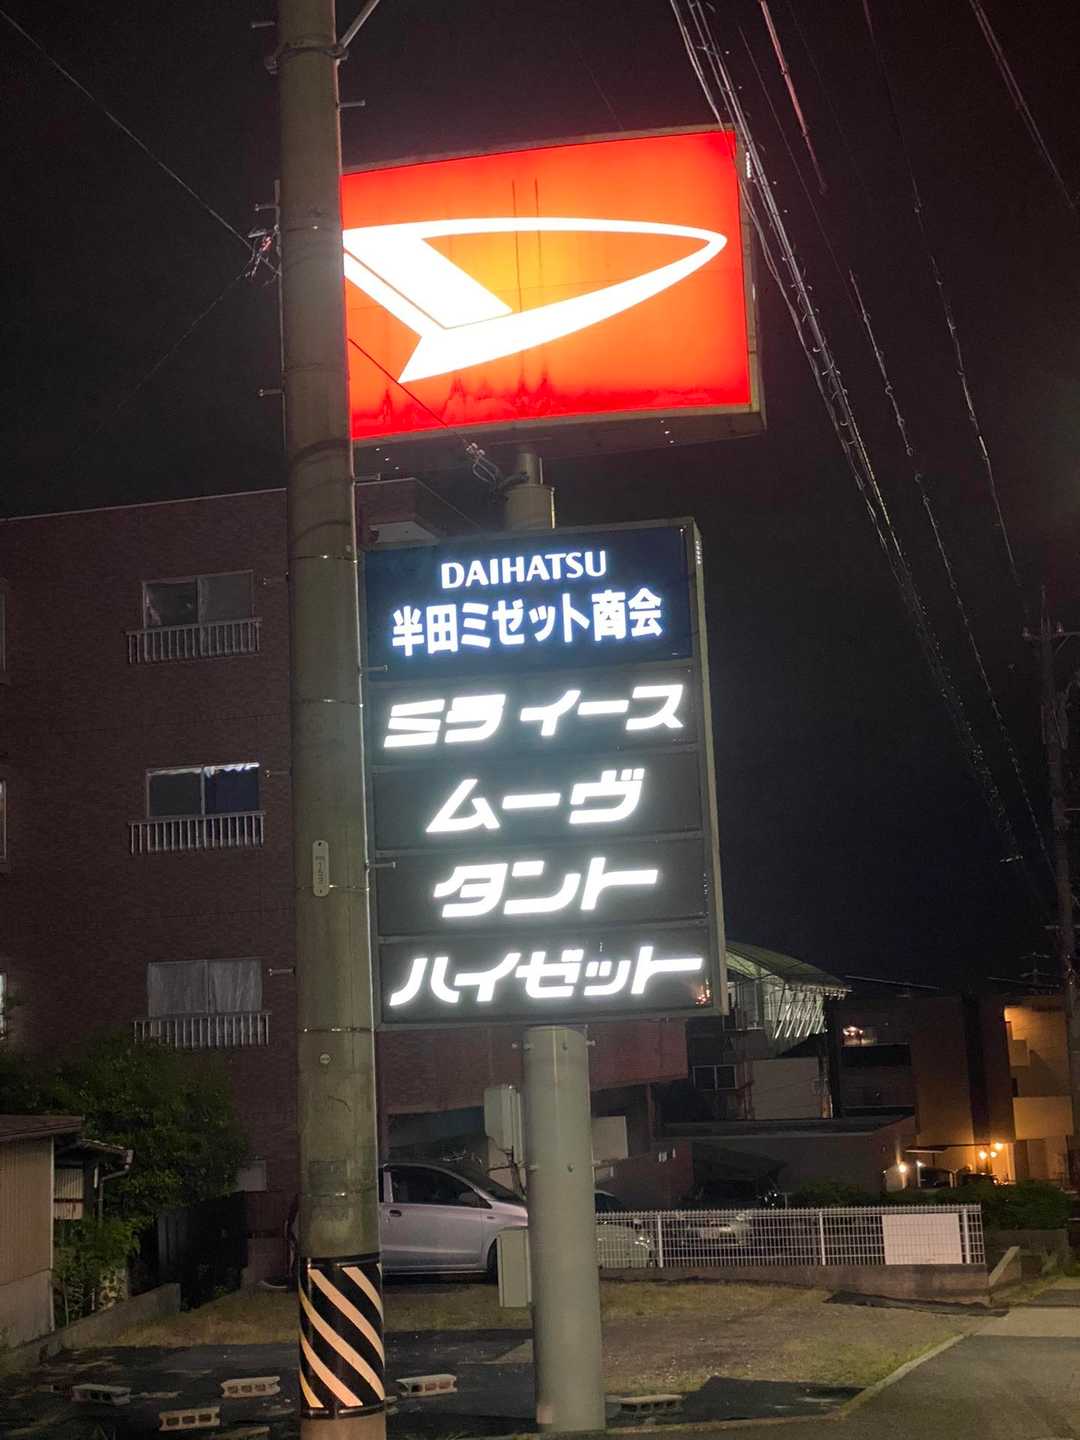 DAIHATSU
半田ミゼット商会
ミラ イース
ムーヴ
タント
ハイゼット